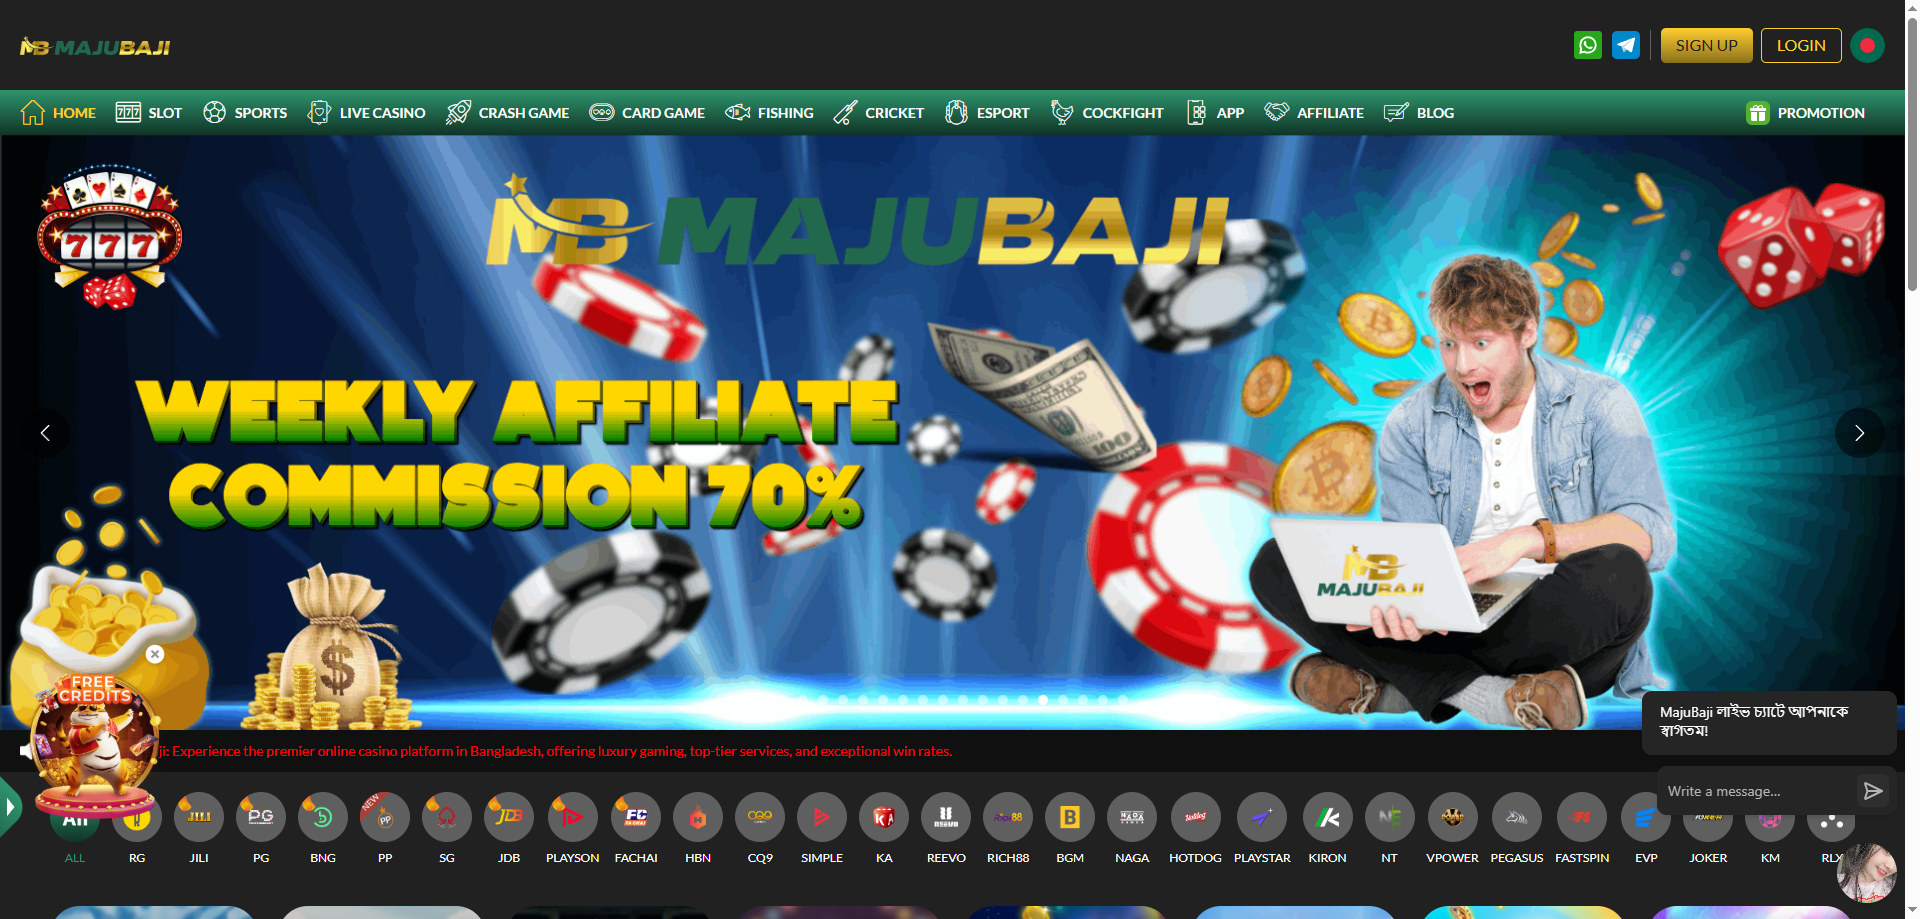 MB MAJUBAJI
SIGN UP
LOGIN
HOME
SLOT
SPORTS
LIVE CASINO
CRASH GAME
CARD GAME
FISHING
CRICKET
ESPORT
COCKFIGHT
APP
AFFILIATE
BLOG
PROMOTION
777
MB MAJUBAJI
WEEKLY AFFILIATE
COMMISSION 70%
MB
MAJUBAJI
FREE
CREDITS
MajuBaji লাইভ চ্যাটে আপনাকে
স্বাগতম!
ji: Experience the premier online casino platform in Bangladesh, offering luxury gaming, top-tier services, and exceptional win rates.
Write a message...
ALL
RG
JILI
PG
BNG
PP
SG
JDB
PLAYSON
FACHAI
HBN
CQ9
SIMPLE
KA
REEVO
RICH88
BGM
NAGA
HOTDOG
PLAYSTAR
KIRON
NT
VPOWER
PEGASUS
FASTSPIN
EVP
JOKER
KM
RLX